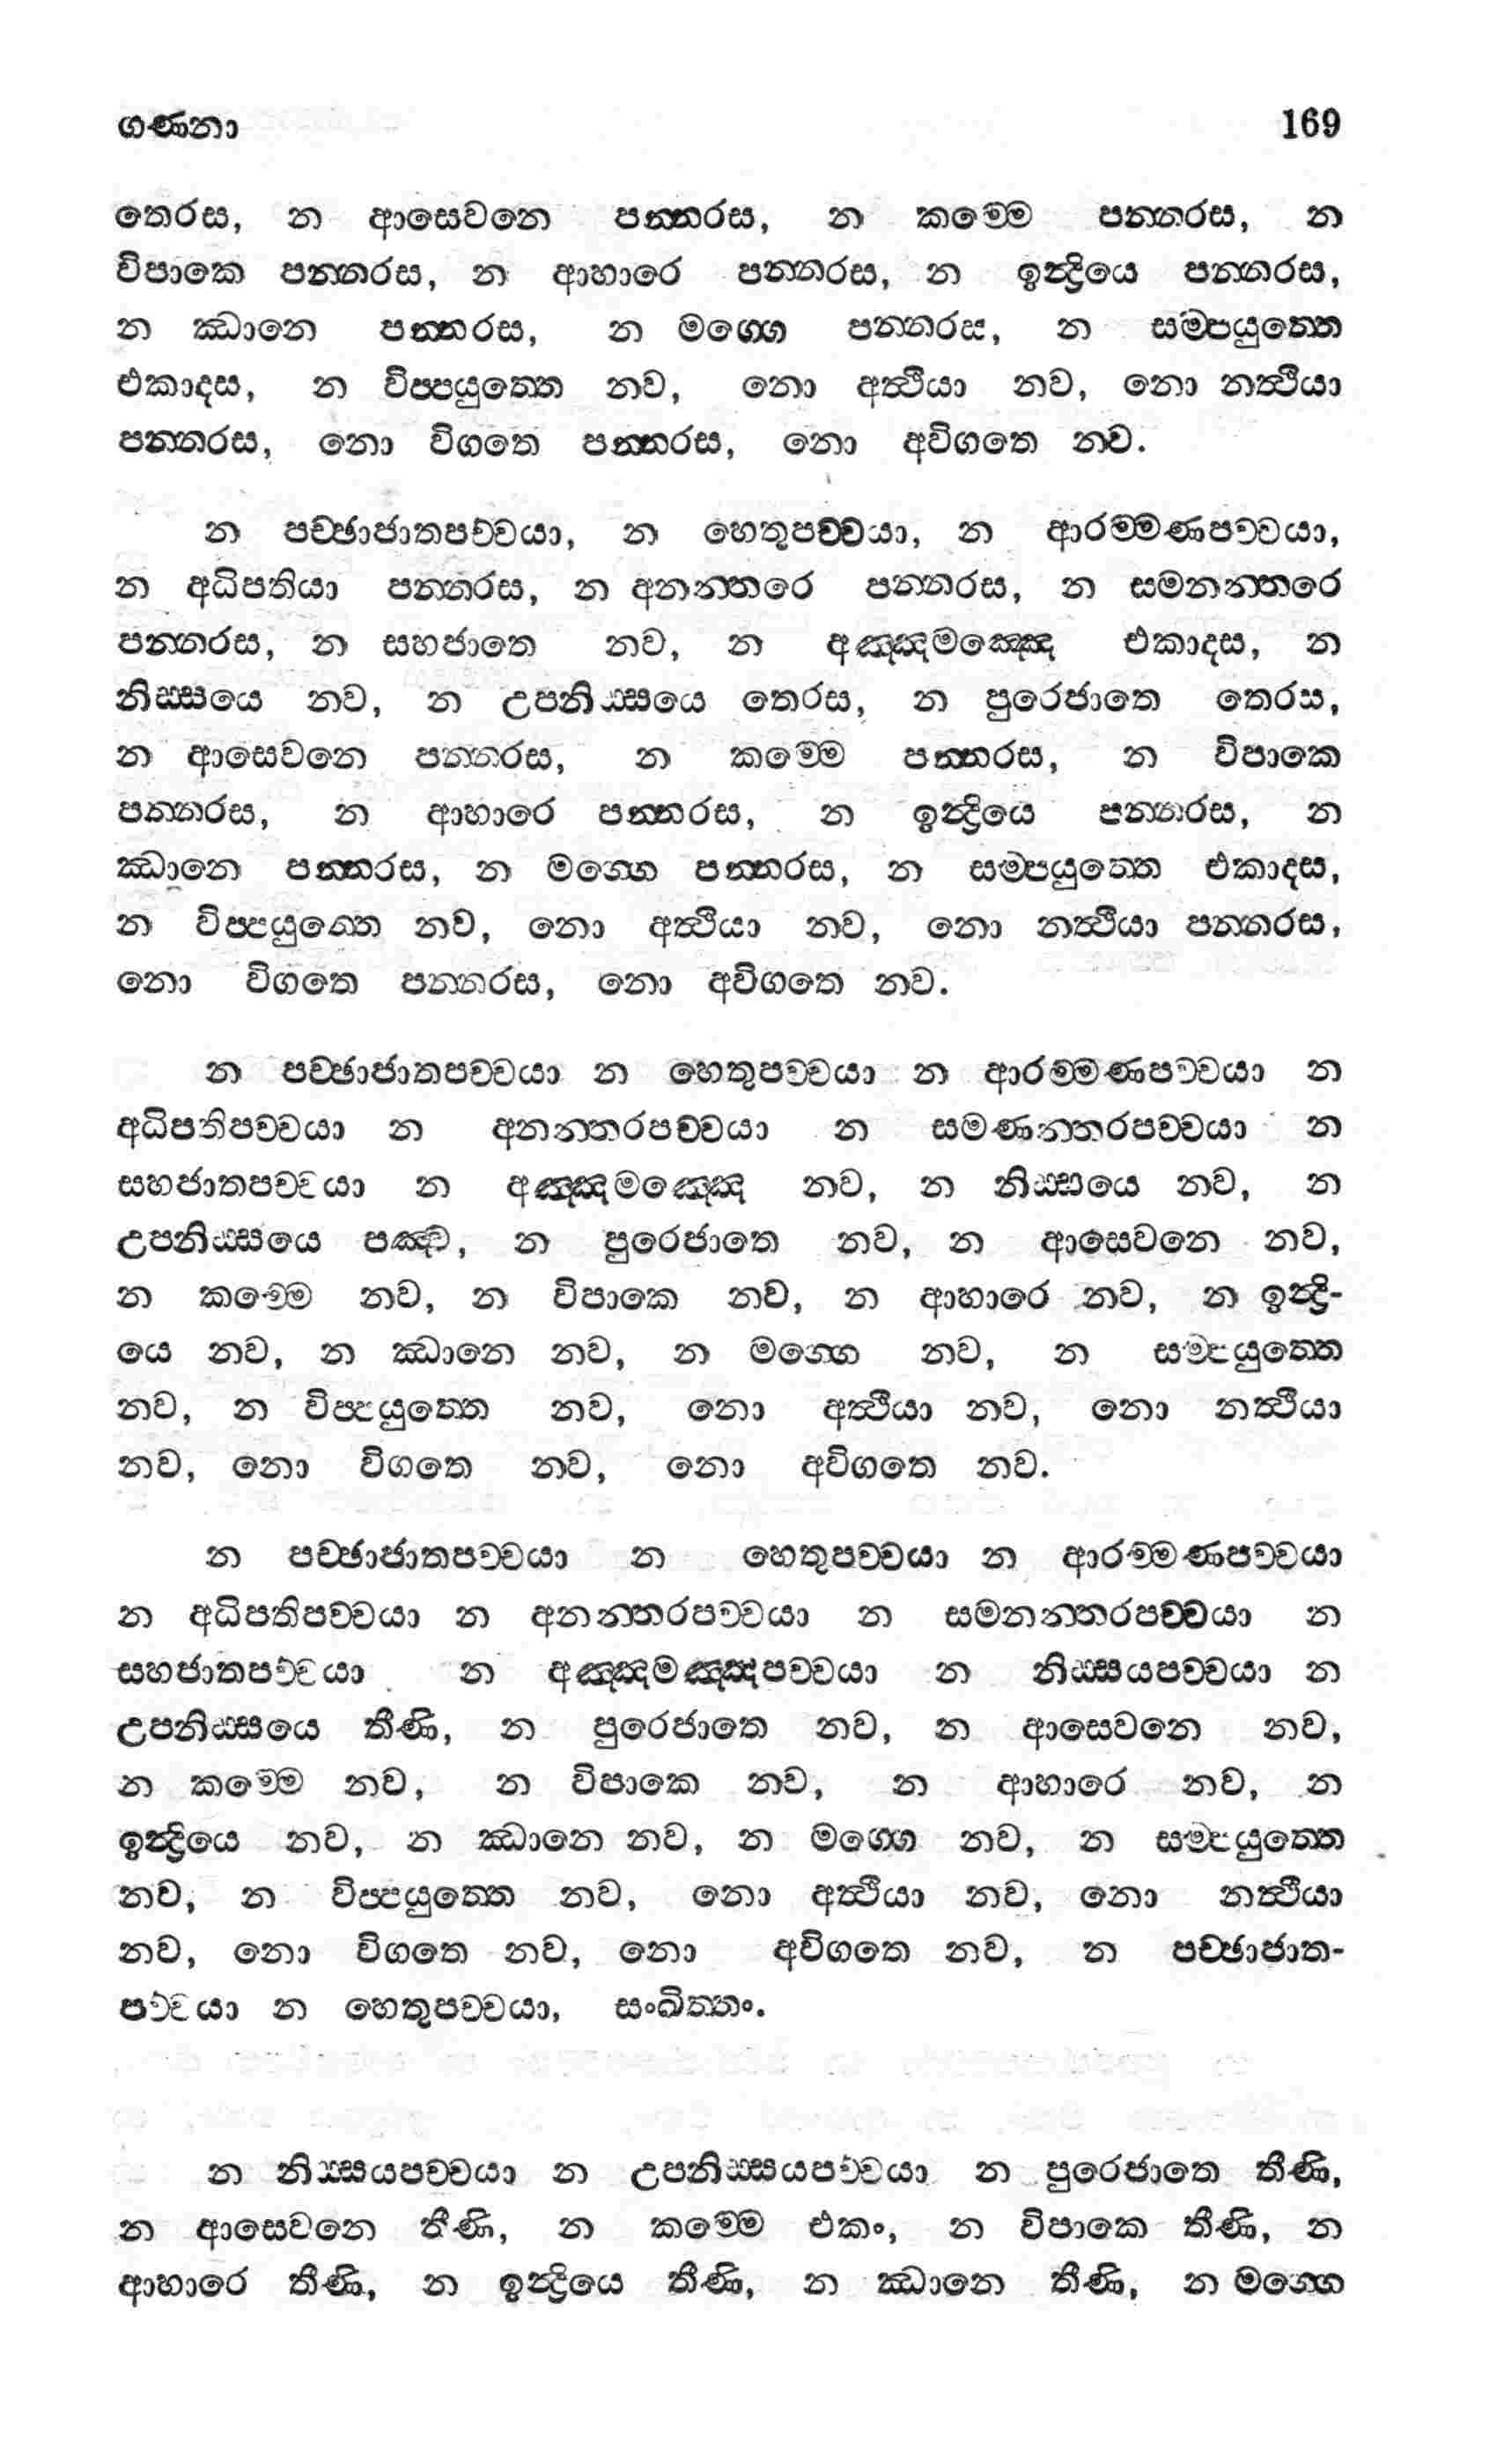 ගණනා 169
තෙරස, න ආසෙවනෙ පන්නරස, න කම්මෙ පන්නරස, න
විපාකෙ පන්නරස, න ආහාරෙ පන්නරස, න ඉන්ද්‍රියෙ පන්නරස,
න ඣානෙ පන්නරස, න මග්ගෙ පන්නරස, න සම්පයුත්තෙ
එකාදස, න විප්පයුත්තෙ නව, නො අත්ථියා නව, නො නත්ථියා
පන්නරස, නො විගතෙ පන්නරස, නො අවිගතෙ නව.
න පච්ඡාජාතපච්චයා, න හෙතුපච්චයා, න ආරම්මණපච්චයා,
න අධිපතියා පන්නරස, න අනන්තරෙ පන්නරස, න සමනන්තරෙ
පන්නරස, න සහජාතෙ නව, න අඤ්ඤමඤ්ඤෙ එකාදස, න
නිස්සයෙ නව, න උපනිස්සයෙ තෙරස, න පුරෙජාතෙ තෙරස,
න ආසෙවනෙ පන්නරස, න කම්මෙ පන්නරස, න විපාකෙ
පන්නරස, න ආහාරෙ පන්නරස, න ඉන්ද්‍රියෙ පන්නරස, න
ඣානෙ පන්නරස, න මග්ගෙ පන්නරස, න සම්පයුත්තෙ එකාදස,
න විප්පයුත්තෙ නව, නො අත්ථියා නව, නො නත්ථියා පන්නරස,
නො විගතෙ පන්නරස, නො අවිගතෙ නව.
න පච්ඡාජාතපච්චයා න හෙතුපච්චයා න ආරම්මණපච්චයා න
අධිපතිපච්චයා න අනන්තරපච්චයා න සමණන්තරපච්චයා න
සහජාතපච්චයා න අඤ්ඤමඤ්ඤෙ නව, න නිස්සයෙ නව, න
උපනිස්සයෙ පඤ්ච, න පුරෙජාතෙ නව, න ආසෙවනෙ නව,
න කම්මෙ නව, න විපාකෙ නව, න ආහාරෙ නව, න ඉන්ද්‍රි-
යෙ නව, න ඣානෙ නව, න මග්ගෙ නව, න සම්පයුත්තෙ
නව, න විප්පයුත්තෙ නව, නො අත්ථියා නව, නො නත්ථියා
නව, නො විගතෙ නව, නො අවිගතෙ නව.
න පච්ඡාජාතපච්චයා න හෙතුපච්චයා න ආරම්මණපච්චයා
න අධිපතිපච්චයා න අනන්තරපච්චයා න සමනන්තරපච්චයා න
සහජාතපච්චයා න අඤ්ඤමඤ්ඤපච්චයා න නිස්සයපච්චයා න
උපනිස්සයෙ තීණි, න පුරෙජාතෙ නව, න ආසෙවනෙ නව,
න කම්මෙ නව, න විපාකෙ නව, න ආහාරෙ නව, න
ඉන්ද්‍රියෙ නව, න ඣානෙ නව, න මග්ගෙ නව, න සම්පයුත්තෙ
නව, න විප්පයුත්තෙ නව, නො අත්ථියා නව, නො නත්ථියා
නව, නො විගතෙ නව, නො අවිගතෙ නව, න පච්ඡාජාත-
පච්චයා න හෙතුපච්චයා, සංඛිත්තං.
න නිස්සයපච්චයා න උපනිස්සයපච්චයා න පුරෙජාතෙ තීණි,
න ආසෙවනෙ තීණි, න කම්මෙ එකං, න විපාකෙ තීණි, න
ආහාරෙ තීණි, න ඉන්ද්‍රියෙ තීණි, න ඣානෙ තීණි, න මග්ගෙ